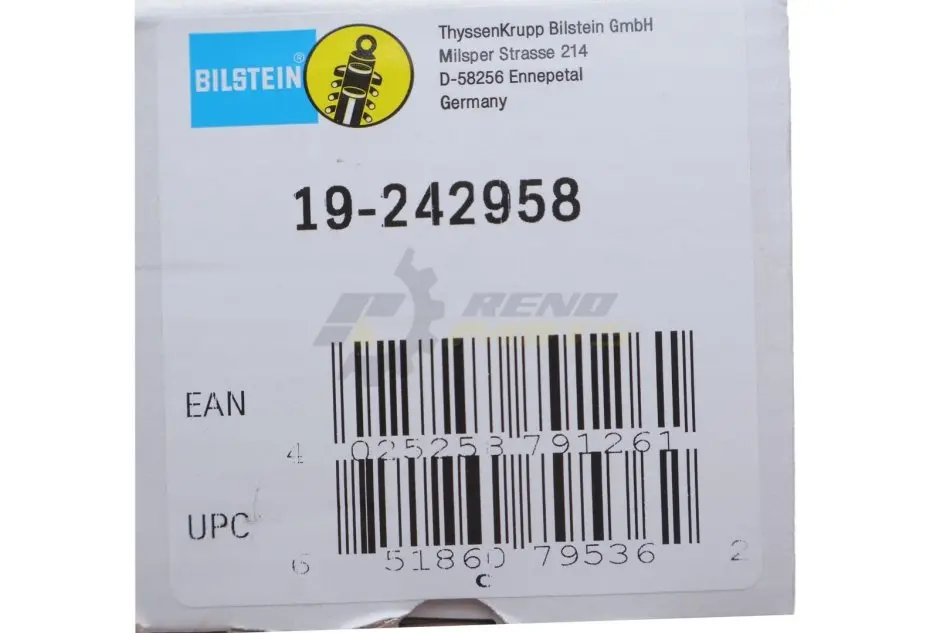 BILSTEIN®
ThyssenKrupp Bilstein GmbH
Milsper Strasse 214
D-58256 Ennepetal
Germany
19-242958
RENO
PARTS
EAN
4 025258 791261
UPC
6 51860 79536 2
C